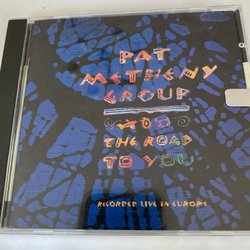 PAT
METHENY
GROUP
THE ROAD
TO YOU
RECORDED LIVE IN EUROPE